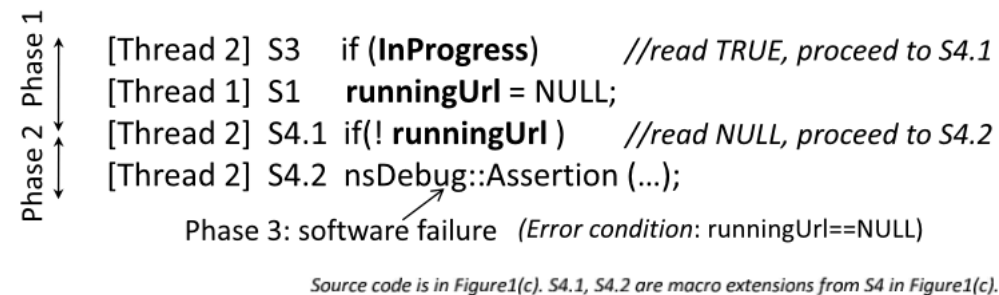 Phase 1
[Thread 2] S3 if (InProgress) //read TRUE, proceed to S4.1
[Thread 1] S1 runningUrl = NULL;
Phase 2
[Thread 2] S4.1 if(! runningUrl ) //read NULL, proceed to S4.2
[Thread 2] S4.2 nsDebug::Assertion (...);
Phase 3: software failure (Error condition: runningUrl==NULL)
Source code is in Figure1(c). S4.1, S4.2 are macro extensions from S4 in Figure1(c).